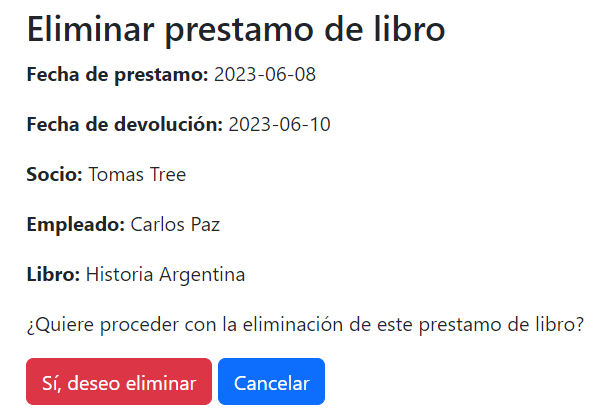 Eliminar prestamo de libro
Fecha de prestamo: 2023-06-08
Fecha de devolución: 2023-06-10
Socio: Tomas Tree
Empleado: Carlos Paz
Libro: Historia Argentina
¿Quiere proceder con la eliminación de este prestamo de libro?
Sí, deseo eliminar Cancelar